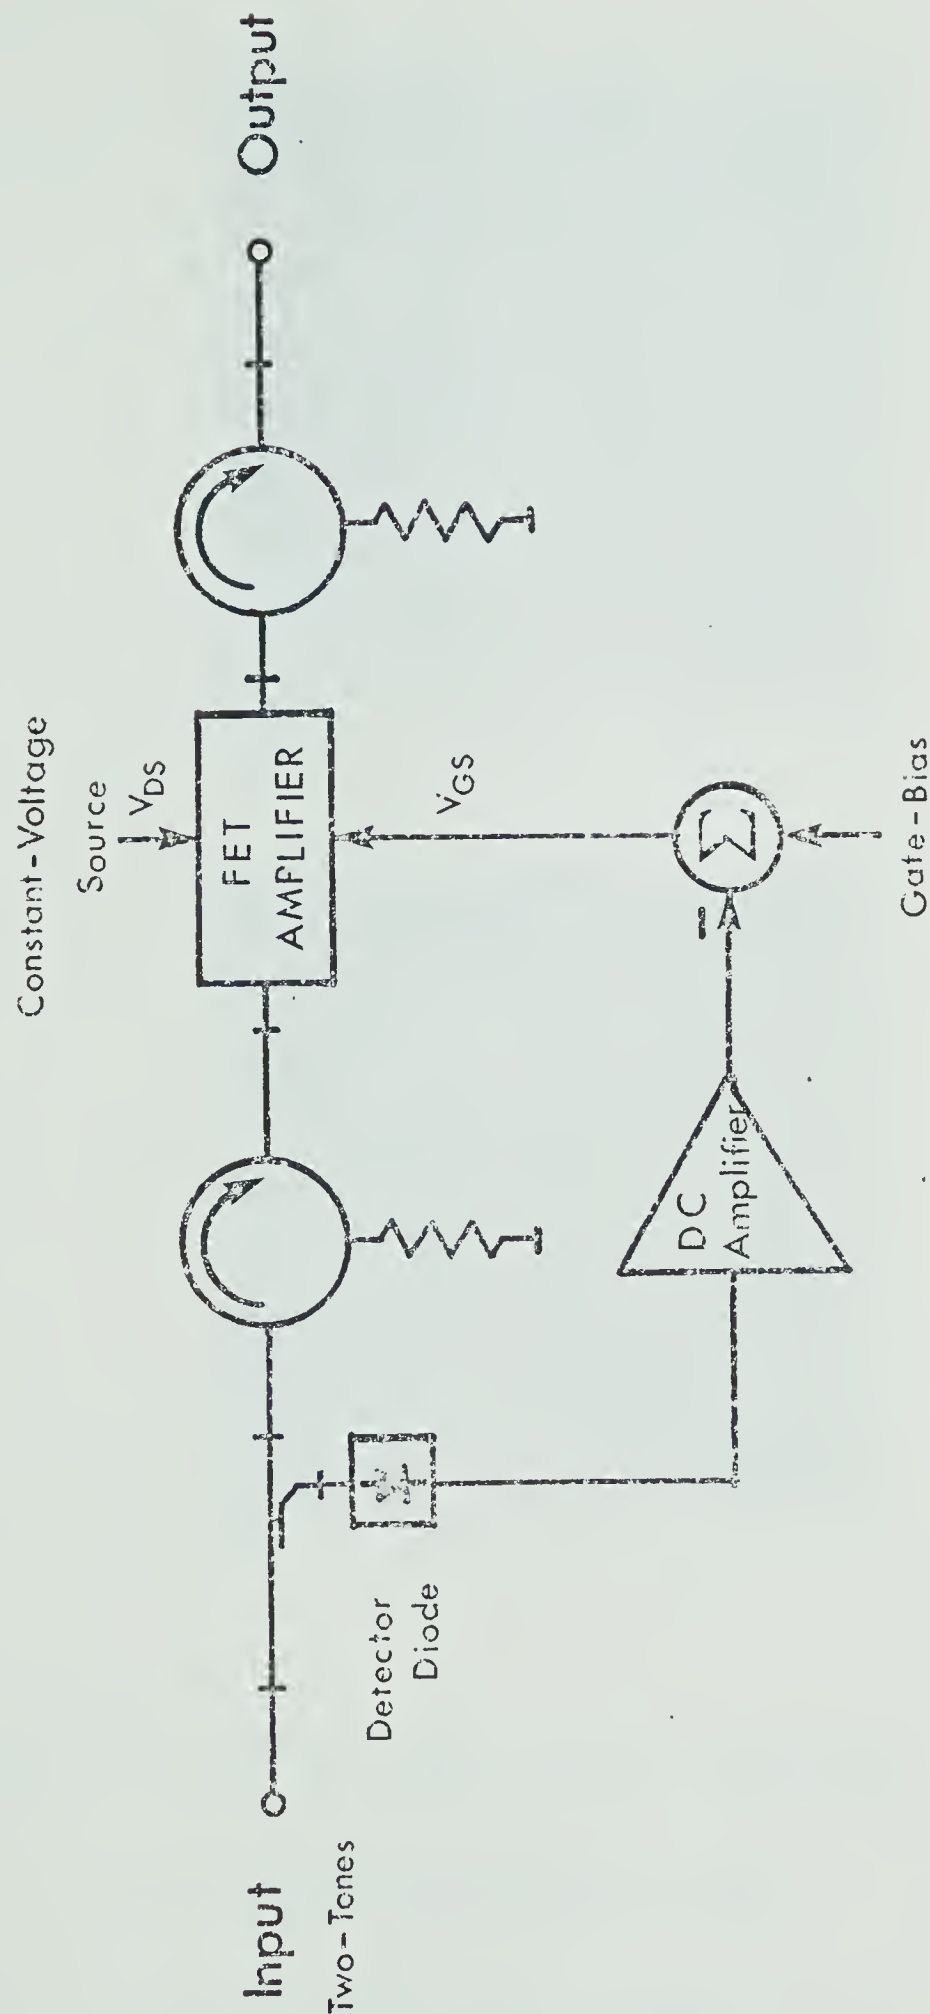 Constant-Voltage
Source
V_DS
Output
FET
AMPLIFIER
V_GS
Input
Two-Tones
Detector
Diode
DC
Amplifier
−
Σ
Gate-Bias